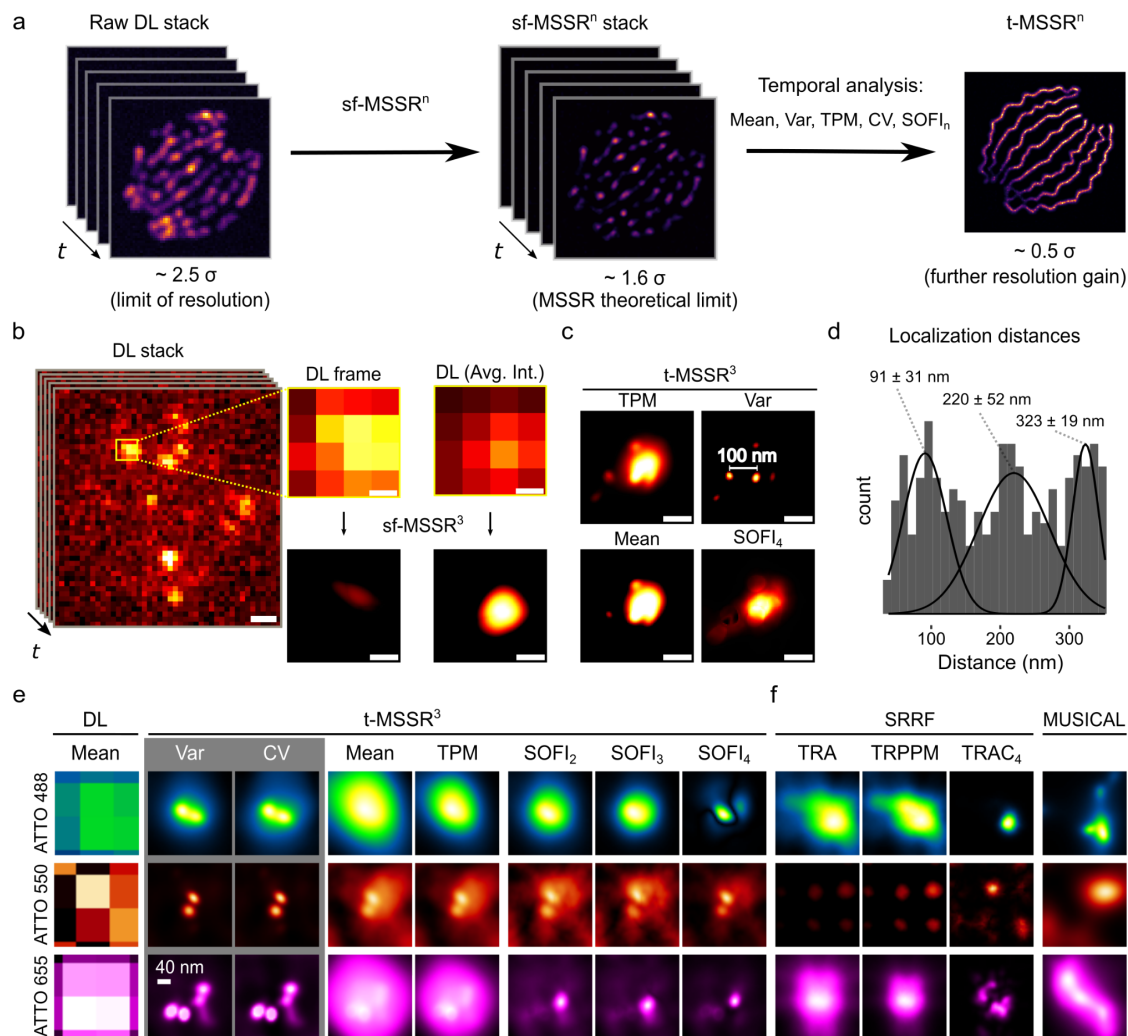 a
Raw DL stack
sf-MSSRⁿ stack
t-MSSRⁿ
sf-MSSRⁿ
Temporal analysis:
Mean, Var, TPM, CV, SOFIₙ
t
t
~ 2.5 σ
(limit of resolution)
~ 1.6 σ
(MSSR theoretical limit)
~ 0.5 σ
(further resolution gain)
b
DL stack
DL frame
DL (Avg. Int.)
sf-MSSR³
t
c
t-MSSR³
TPM
Var
100 nm
Mean
SOFI₄
d
Localization distances
91 ± 31 nm
220 ± 52 nm
323 ± 19 nm
count
100
200
300
Distance (nm)
e
DL
t-MSSR³
Mean
Var
CV
Mean
TPM
SOFI₂
SOFI₃
SOFI₄
ATTO 488
ATTO 550
ATTO 655
40 nm
f
SRRF
MUSICAL
TRA
TRPPM
TRAC₄